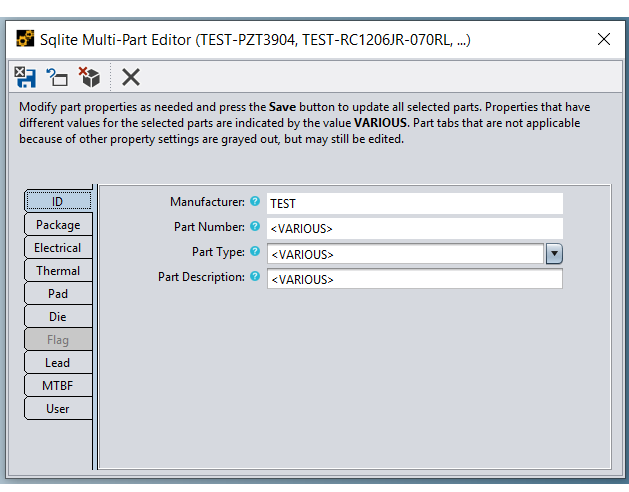 Sqlite Multi-Part Editor (TEST-PZT3904, TEST-RC1206JR-070RL, ...)
Modify part properties as needed and press the Save button to update all selected parts. Properties that have
different values for the selected parts are indicated by the value VARIOUS. Part tabs that are not applicable
because of other property settings are grayed out, but may still be edited.
ID
Package
Electrical
Thermal
Pad
Die
Flag
Lead
MTBF
User
Manufacturer: ? TEST
Part Number: ? <VARIOUS>
Part Type: ? <VARIOUS>
Part Description: ? <VARIOUS>